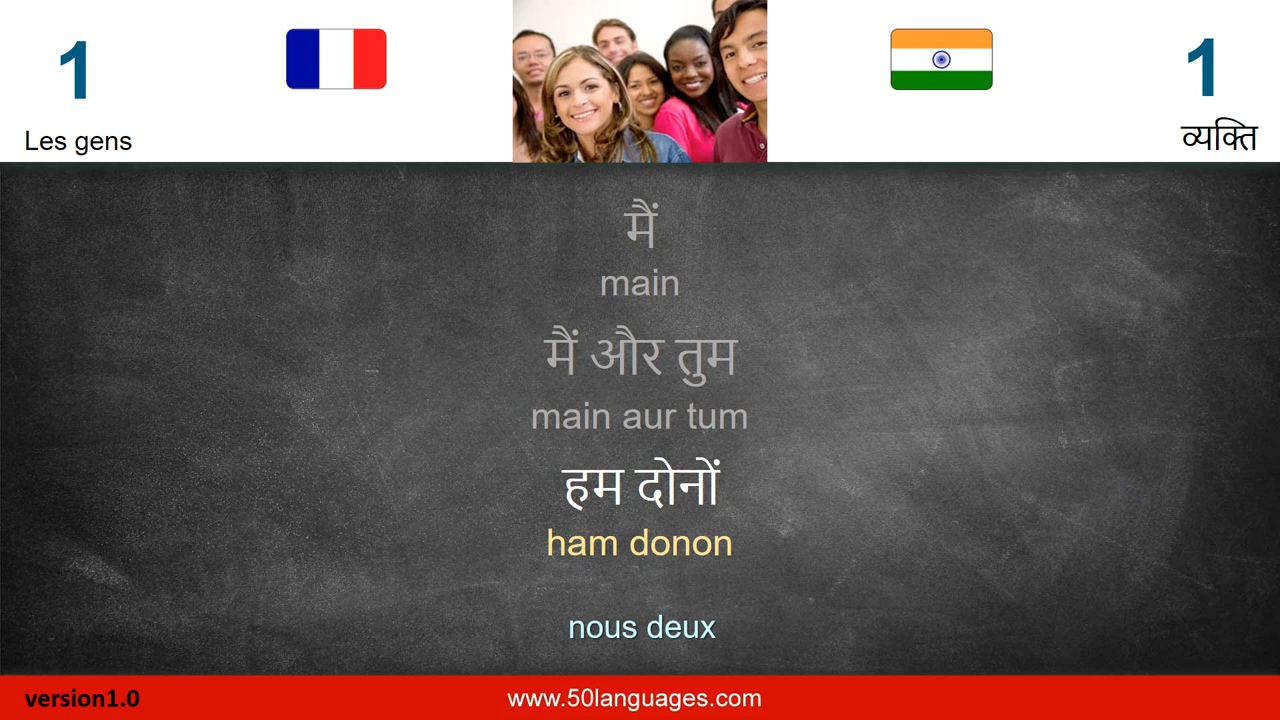 1
1
Les gens
व्यक्ति
मैं
main
मैं और तुम
main aur tum
हम दोनों
ham donon
nous deux
version1.0
www.50languages.com